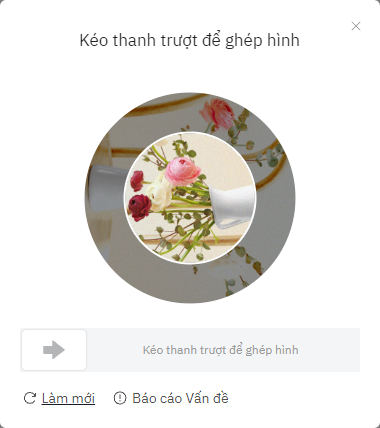 Kéo thanh trượt để ghép hình
Kéo thanh trượt để ghép hình
Làm mới
Báo cáo Vấn đề